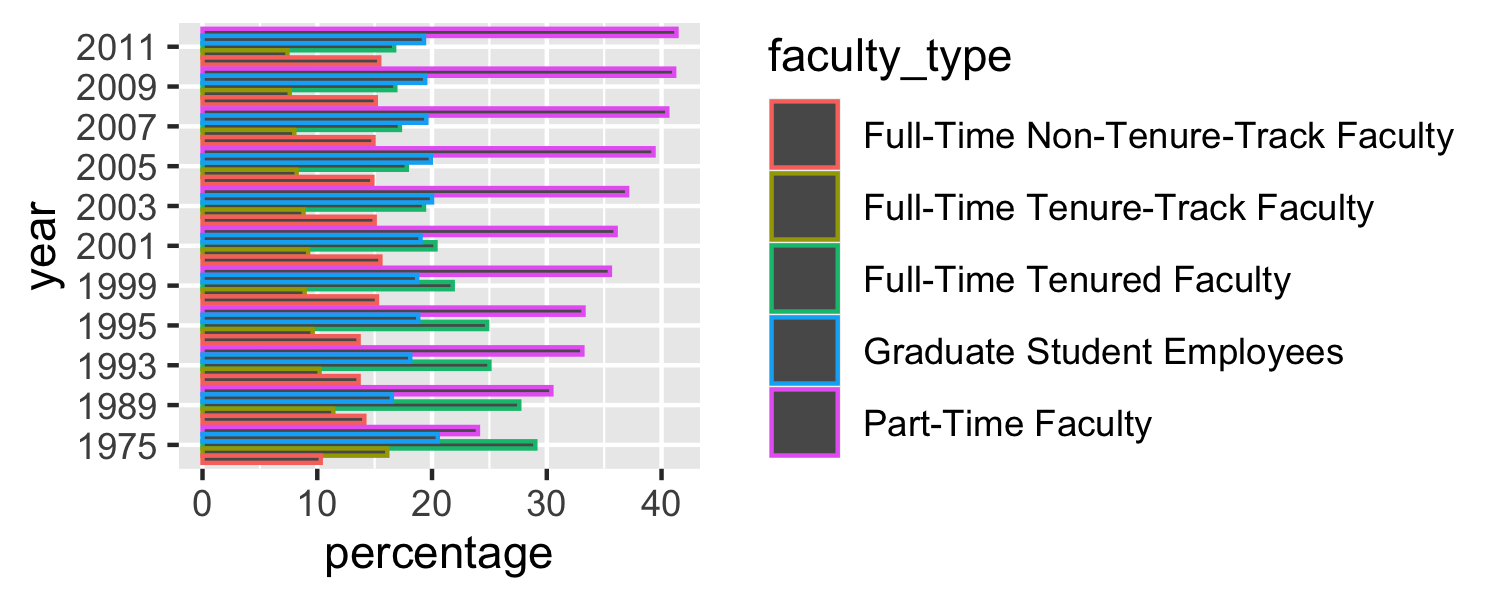 2011
2009
2007
2005
2003
2001
1999
1995
1993
1989
1975
year
0 10 20 30 40
percentage
faculty_type
Full-Time Non-Tenure-Track Faculty
Full-Time Tenure-Track Faculty
Full-Time Tenured Faculty
Graduate Student Employees
Part-Time Faculty